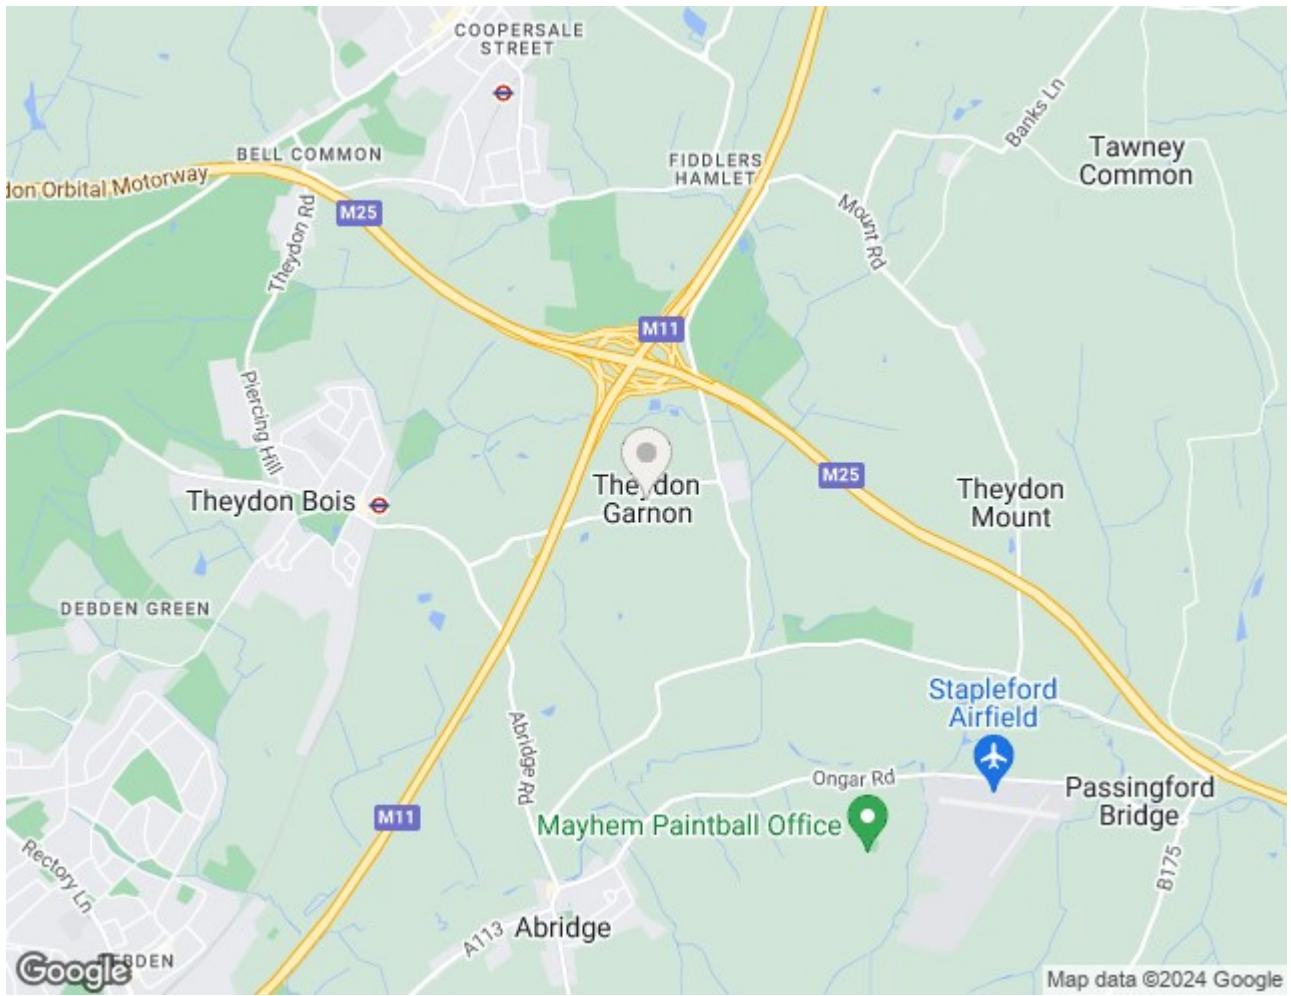 COOPERSALE
STREET
BELL COMMON
FIDDLERS
HAMLET
Banks Ln
Tawney
Common
don Orbital Motorway
M25
Theydon Rd
Mount Rd
M11
Piercing Hill
Theydon Bois
Theydon
Garnon
M25
Theydon
Mount
DEBDEN GREEN
Stapleford
Airfield
Abridge Rd
Ongar Rd
Passingford
Bridge
M11
Mayhem Paintball Office
Rectory Ln
B175
A113
Abridge
DEBDEN
Google
Map data ©2024 Google